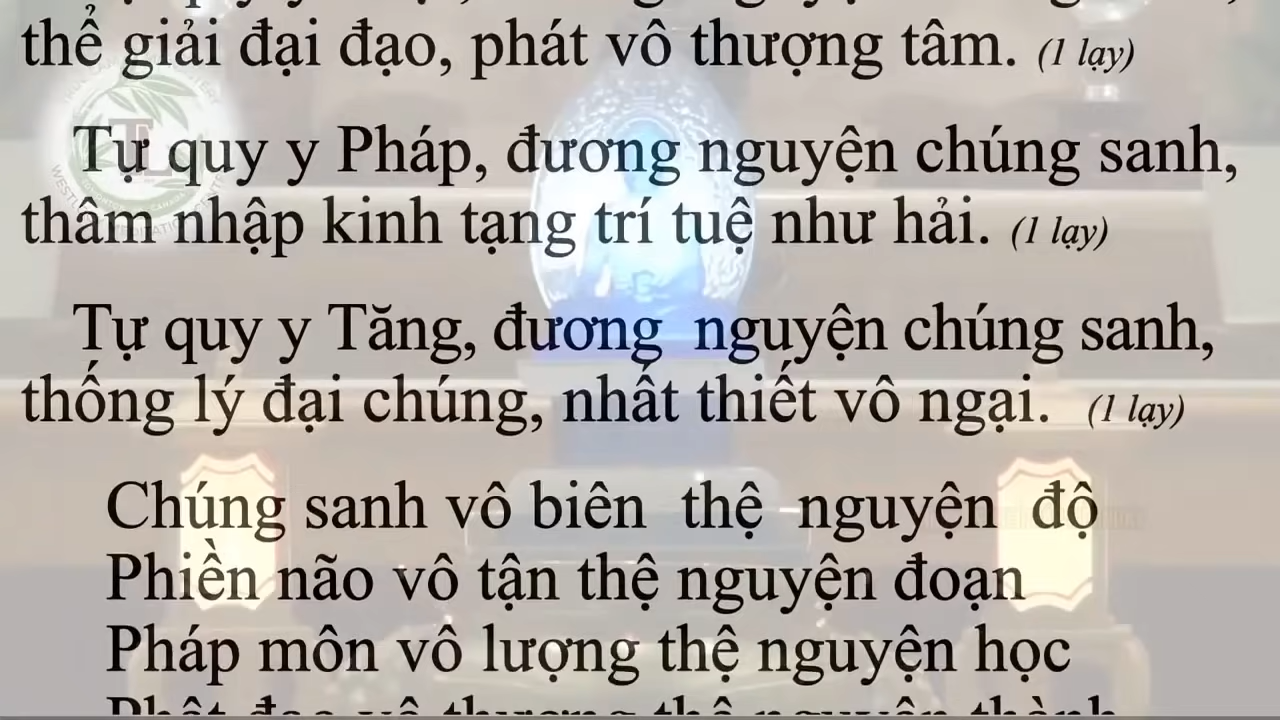 thể giải đại đạo, phát vô thượng tâm. (1 lạy)
Tự quy y Pháp, đương nguyện chúng sanh,
thâm nhập kinh tạng trí tuệ như hải. (1 lạy)
Tự quy y Tăng, đương nguyện chúng sanh,
thống lý đại chúng, nhất thiết vô ngại. (1 lạy)
Chúng sanh vô biên thệ nguyện độ
Phiền não vô tận thệ nguyện đoạn
Pháp môn vô lượng thệ nguyện học